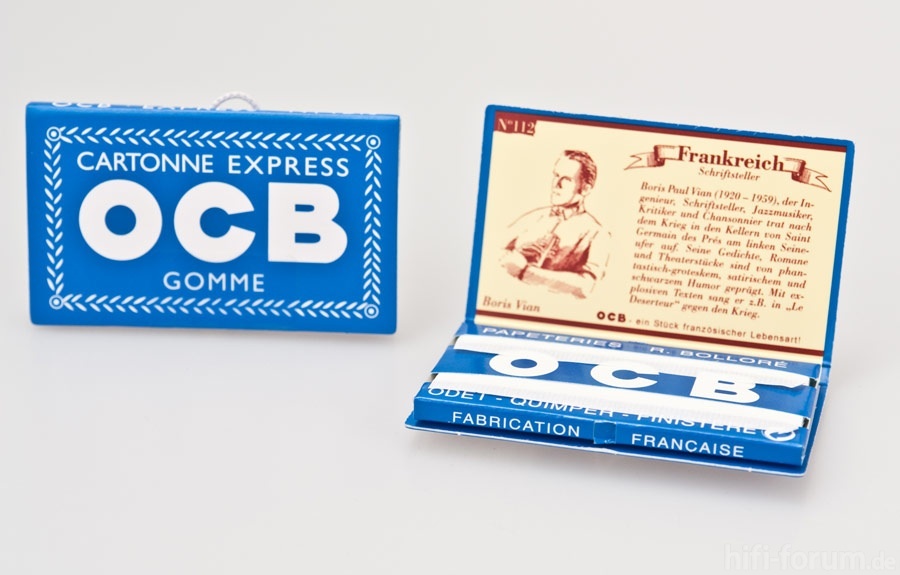 OCB EXPRESS
CARTONNE EXPRESS
OCB
GOMME
Nº112
Frankreich
Schriftsteller
Boris Paul Vian (1920 – 1959), der In-
genieur, Schriftsteller, Jazzmusiker,
Kritiker und Chansonnier trat nach
dem Krieg in den Kellern von Saint
Germain des Prés am linken Seine-
ufer auf. Seine Gedichte, Romane
und Theaterstücke sind von phan-
tastisch-groteskem, satirischem und
schwarzem Humor geprägt. Mit ex-
plosiven Texten sang er z.B. in „Le
Deserteur" gegen den Krieg.
Boris Vian
OCB - ein Stück französischer Lebensart!
PAPETERIES R. BOLLORÉ
OCB
ODET - QUIMPER - FINISTERE
FABRICATION FRANCAISE
hifi-forum.de